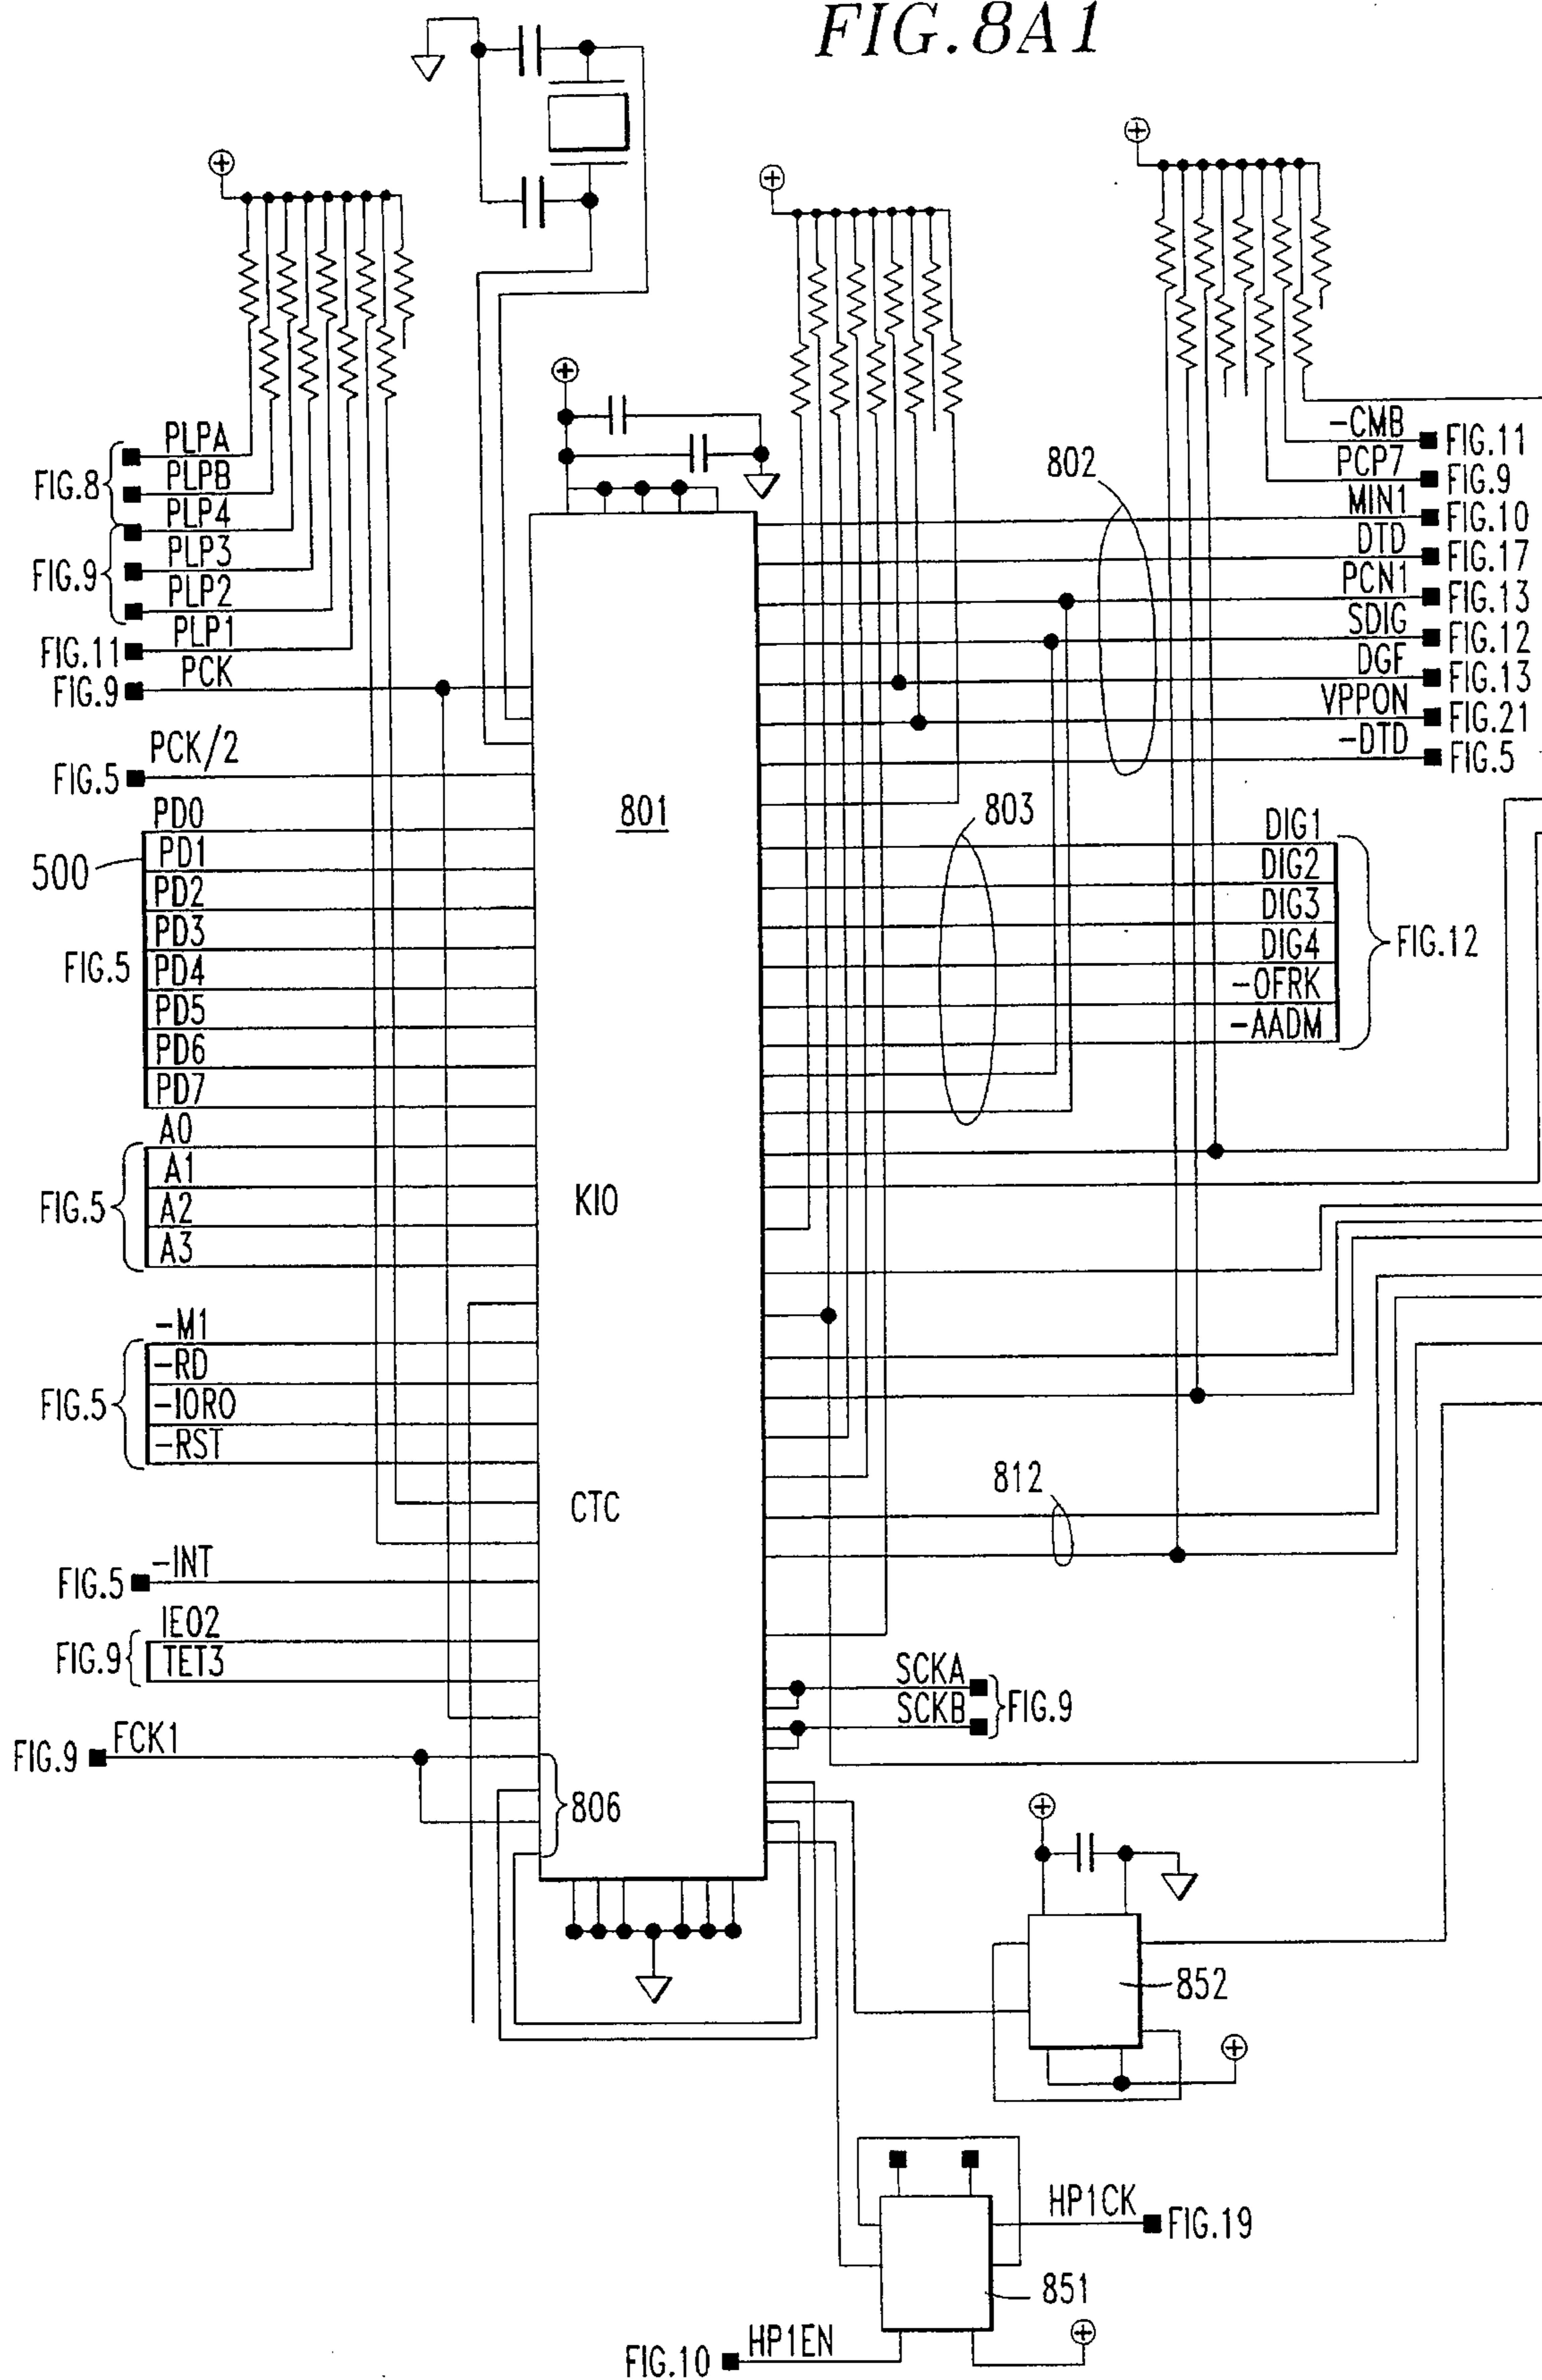 FIG.8A1
PLPA
PLPB
FIG.8
PLP4
PLP3
FIG.9
PLP2
PLP1
FIG.11
PCK
FIG.9
PCK/2
FIG.5
PD0
PD1
500
PD2
PD3
FIG.5
PD4
PD5
PD6
PD7
A0
A1
FIG.5
A2
A3
-M1
-RD
FIG.5
-IORO
-RST
-INT
FIG.5
IEO2
FIG.9
TET3
FCK1
FIG.9
801
KIO
CTC
806
802
-CMB
FIG.11
PCP7
FIG.9
MIN1
FIG.10
DTD
FIG.17
PCN1
FIG.13
SDIG
FIG.12
DGF
FIG.13
VPPON
FIG.21
-DTD
FIG.5
803
DIG1
DIG2
DIG3
DIG4
FIG.12
-OFRK
-AADM
812
SCKA
SCKB
FIG.9
852
HP1CK
FIG.19
851
HP1EN
FIG.10